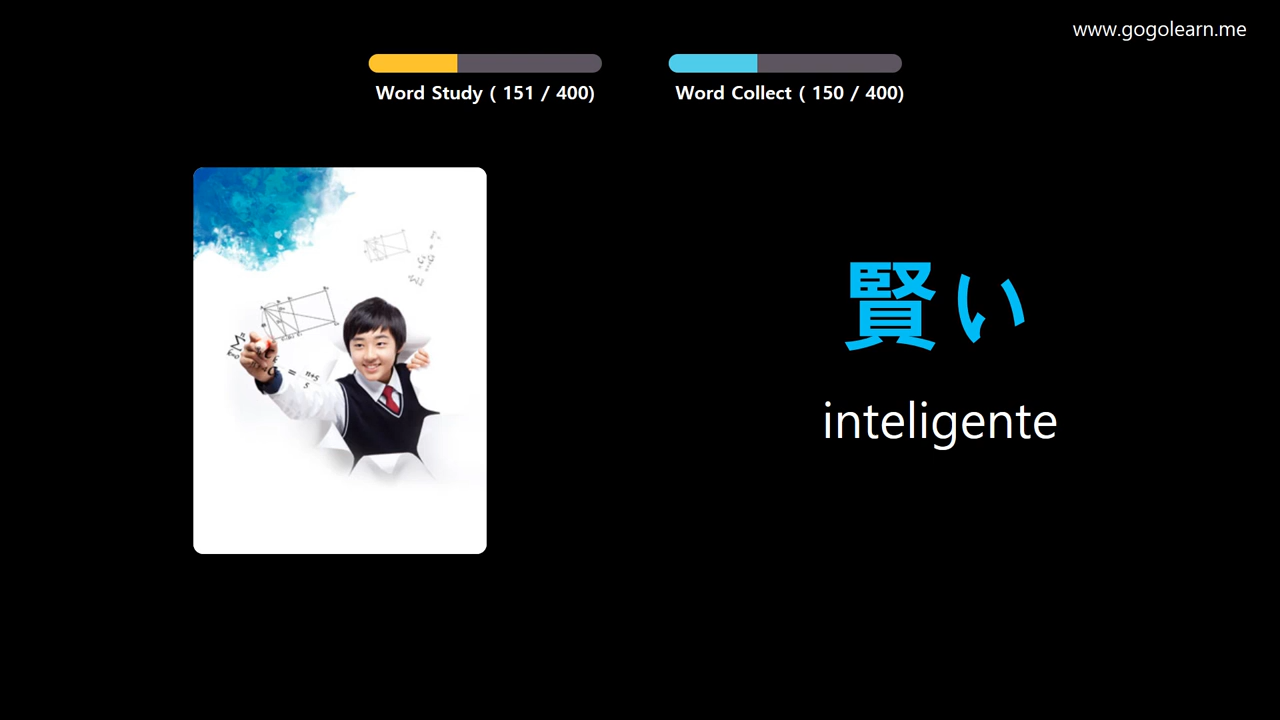 www.gogolearn.me
Word Study ( 151 / 400)
Word Collect ( 150 / 400)
賢い
inteligente